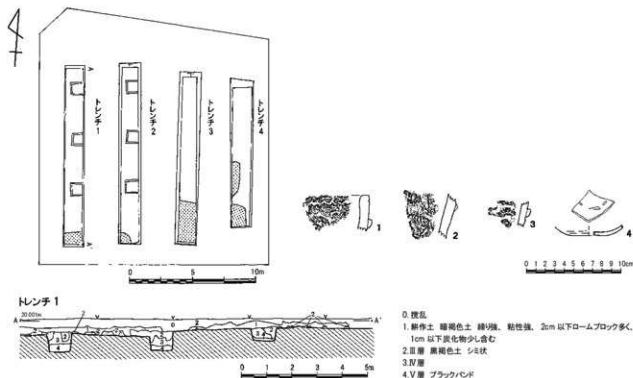 トレンチ1
トレンチ2
トレンチ3
トレンチ4
0 5 10m
1
2
3
4
0 1 2 3 4 5 6 7 8 9 10cm
トレンチ 1
A
A'
0 1 2 3 4 5m
0. 撹乱
1. 耕作土 暗褐色土 締り強、粘性強、2cm 以下ロームブロック多く、
1cm 以下炭化物少し含む
2. Ⅲ層 黒褐色土 シミ状
3. Ⅳ層
4. Ⅴ層 ブラックバンド